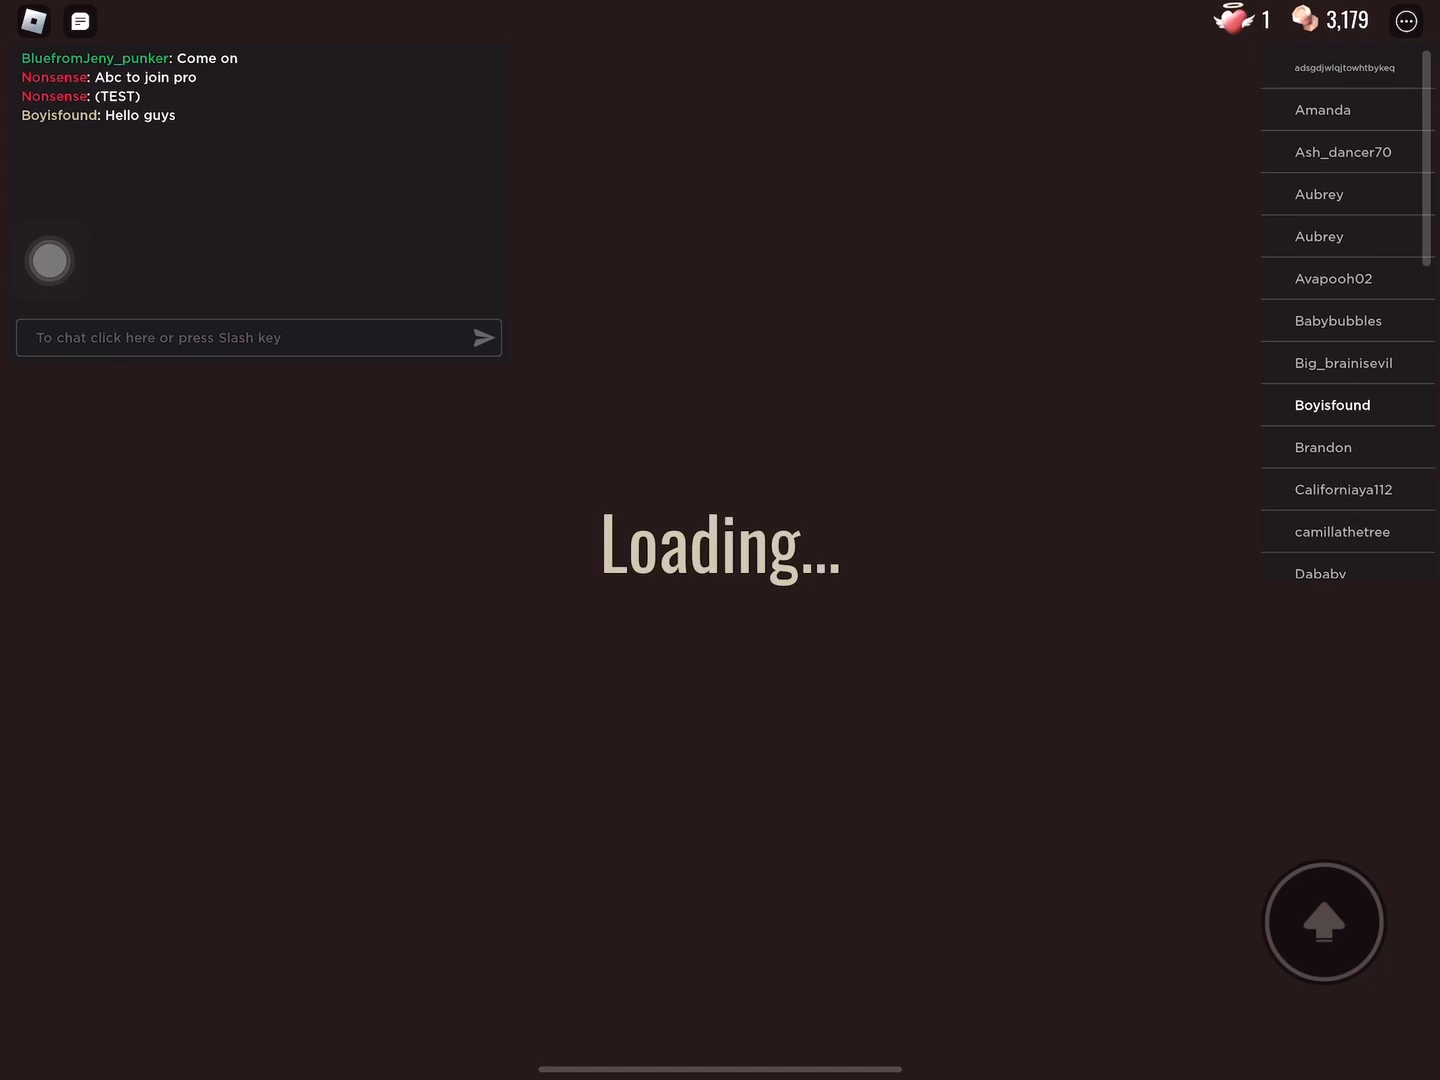 1
3,179
BluefromJeny_punker: Come on
Nonsense: Abc to join pro
Nonsense: (TEST)
Boyisfound: Hello guys
To chat click here or press Slash key
adsgdjwlqjtowhtbykeq
Amanda
Ash_dancer70
Aubrey
Aubrey
Avapooh02
Babybubbles
Big_brainisevil
Boyisfound
Brandon
Californiaya112
camillathetree
Dababy
Loading...